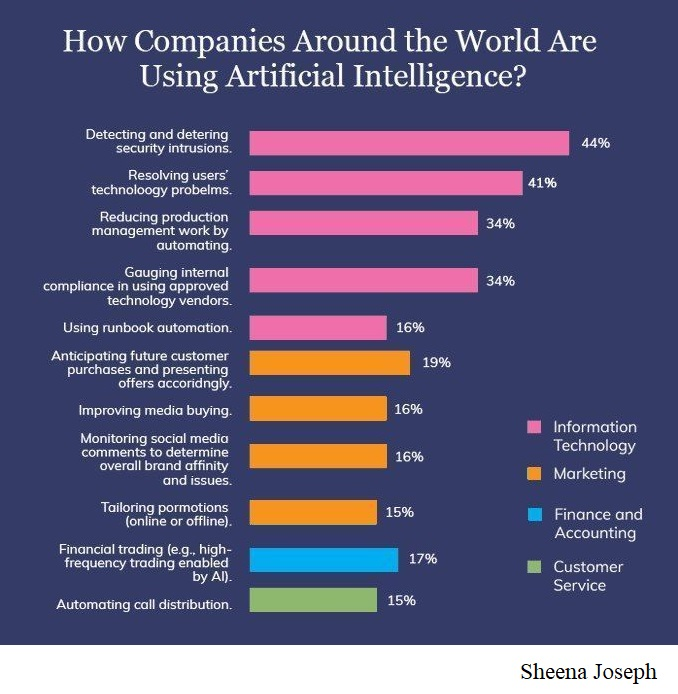 How Companies Around the World Are
Using Artificial Intelligence?
Detecting and detering
security intrusions.
44%
Resolving users'
technoloogy probelms.
41%
Reducing production
management work by
automating.
34%
Gauging internal
compliance in using approved
technology vendors.
34%
Using runbook automation.
16%
Anticipating future customer
purchases and presenting
offers accoridngly.
19%
Improving media buying.
16%
Monitoring social media
comments to determine
overall brand affinity
and issues.
16%
Tailoring pormotions
(online or offline).
15%
Financial trading (e.g., high-
frequency trading enabled
by AI).
17%
Automating call distribution.
15%
Information
Technology
Marketing
Finance and
Accounting
Customer
Service
Sheena Joseph